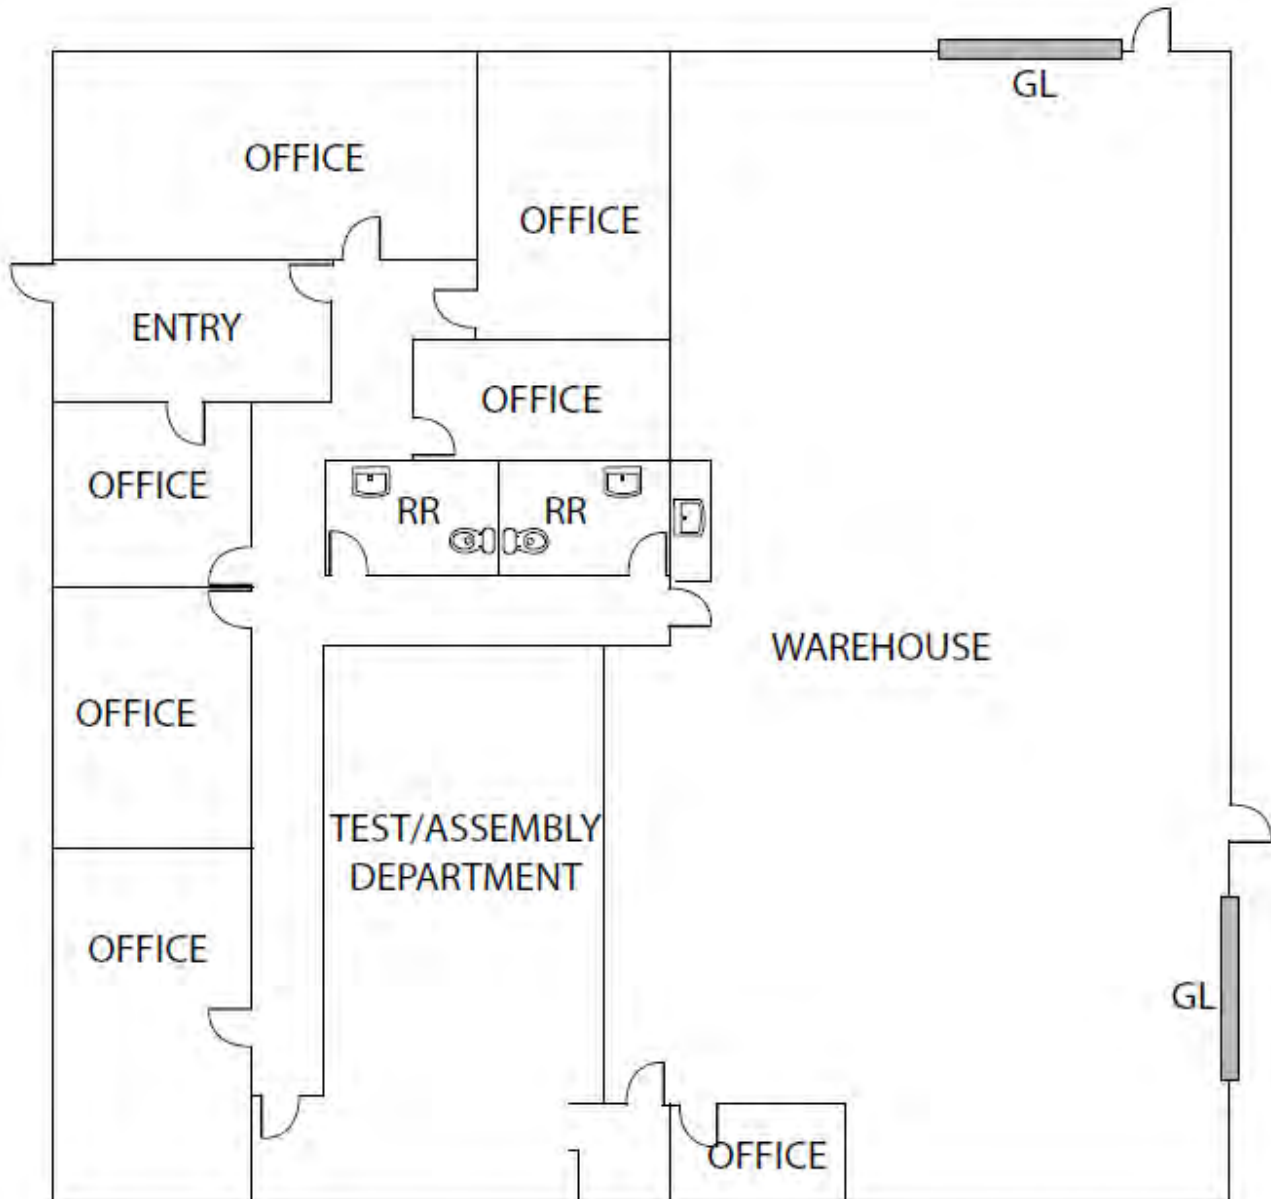 GL
OFFICE
OFFICE
ENTRY
OFFICE
OFFICE
RR
RR
WAREHOUSE
OFFICE
TEST/ASSEMBLY
DEPARTMENT
OFFICE
GL
OFFICE